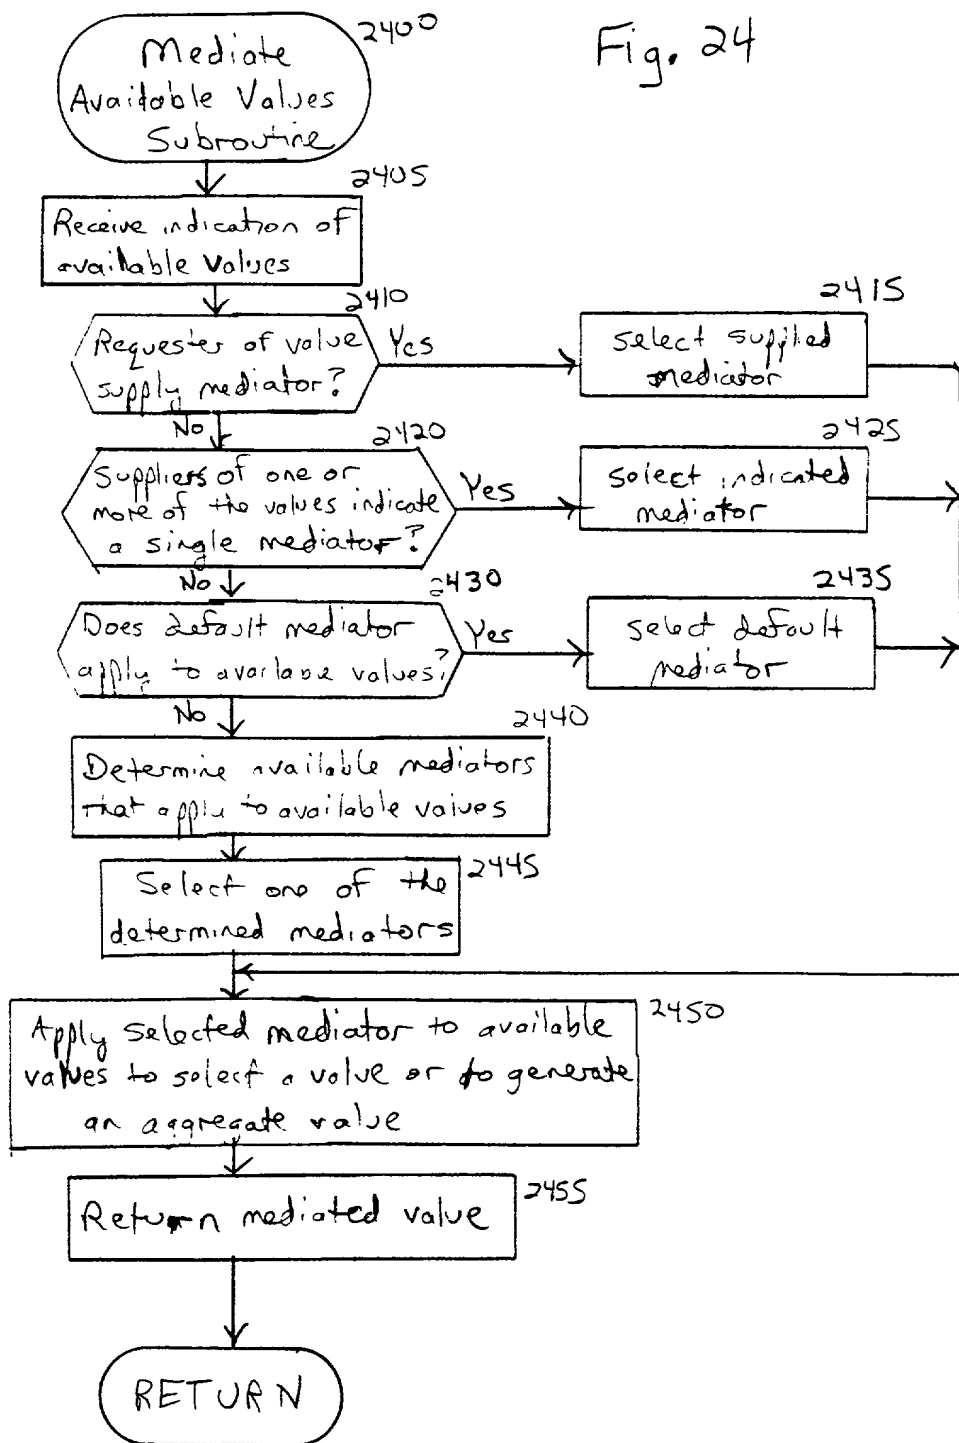 Fig. 24
2400
Mediate
Available Values
Subroutine
2405
Receive indication of
available values
2410
Requester of value
supply mediator?
Yes
2415
select supplied
mediator
No
2420
Suppliers of one or
more of the values indicate
a single mediator?
Yes
2425
select indicated
mediator
No
2430
Does default mediator
apply to availabe values?
Yes
2435
select default
mediator
No
2440
Determine available mediators
that apply to available values
2445
Select one of the
determined mediators
2450
Apply selected mediator to available
values to select a value or to generate
an aggregate value
2455
Return mediated value
RETURN